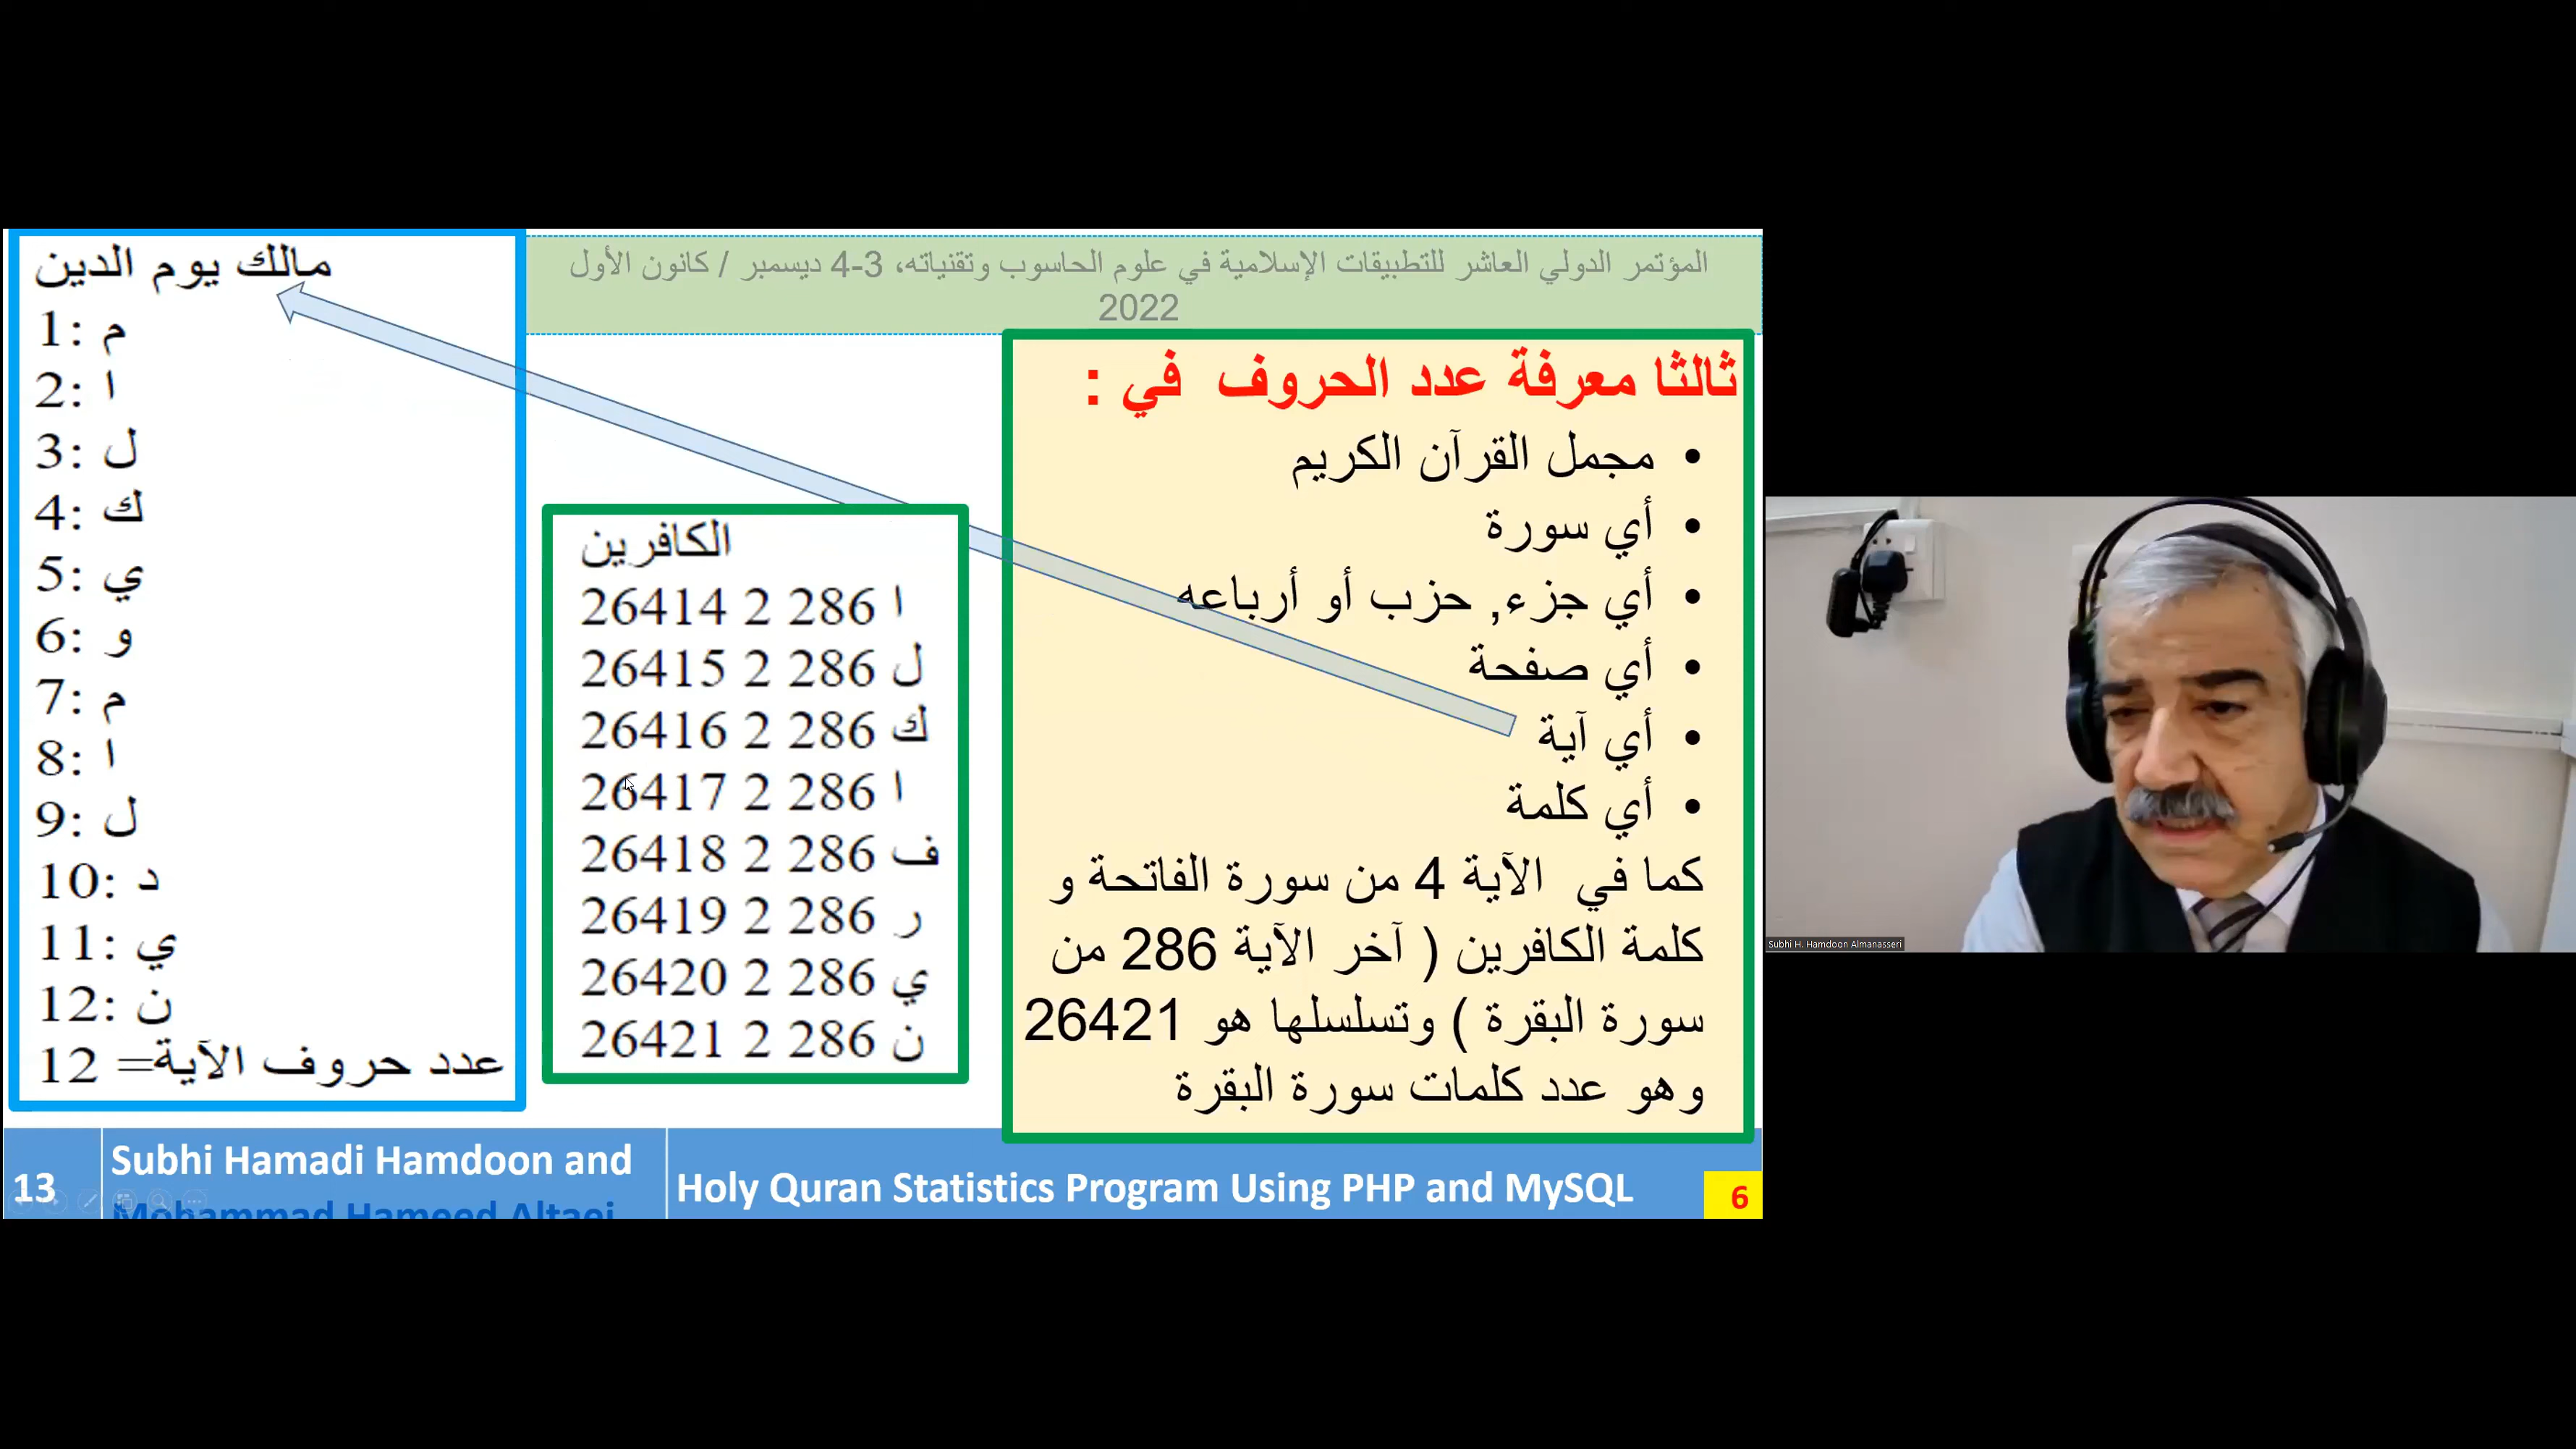 المؤتمر الدولي العاشر للتطبيقات الإسلامية في علوم الحاسوب وتقنياته، 3-4 ديسمبر / كانون الأول
2022
ثالثا معرفة عدد الحروف في :
• مجمل القرآن الكريم
• أي سورة
• أي جزء, حزب أو أرباعه
• أي صفحة
• أي آية
• أي كلمة
كما في الآية 4 من سورة الفاتحة و
كلمة الكافرين ( آخر الآية 286 من
سورة البقرة ) وتسلسلها هو 26421
وهو عدد كلمات سورة البقرة
الكافرين
26414 2 286 ا
26415 2 286 ل
26416 2 286 ك
26417 2 286 ا
26418 2 286 ف
26419 2 286 ر
26420 2 286 ي
26421 2 286 ن
مالك يوم الدين
1: م
2: ا
3: ل
4: ك
5: ي
6: و
7: م
8: ا
9: ل
10: د
11: ي
12: ن
عدد حروف الآية= 12
13
Subhi Hamadi Hamdoon and
Mohammad Hameed Altaei
Holy Quran Statistics Program Using PHP and MySQL
6
Subhi H. Hamdoon Almanasseri